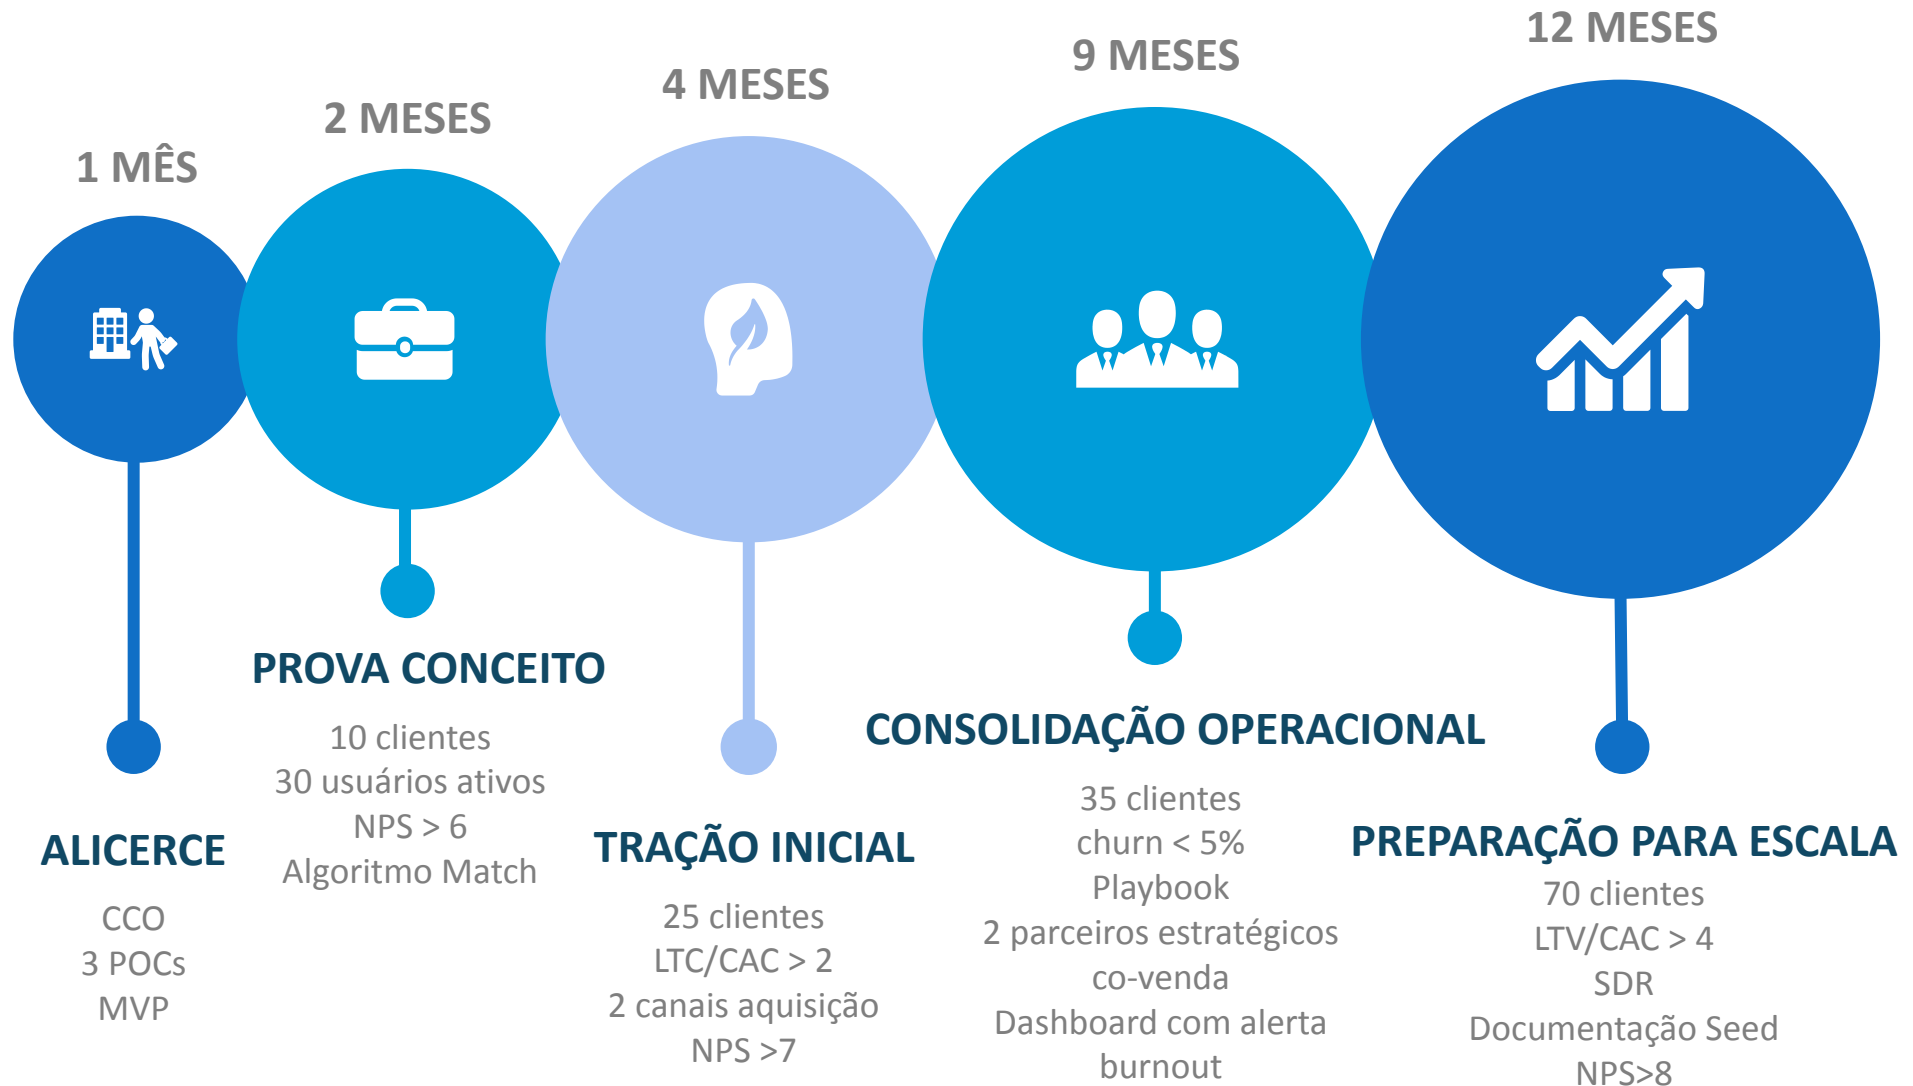 1 MÊS
ALICERCE
CCO
3 POCs
MVP
2 MESES
PROVA CONCEITO
10 clientes
30 usuários ativos
NPS > 6
Algoritmo Match
4 MESES
TRAÇÃO INICIAL
25 clientes
LTC/CAC > 2
2 canais aquisição
NPS >7
9 MESES
CONSOLIDAÇÃO OPERACIONAL
35 clientes
churn < 5%
Playbook
2 parceiros estratégicos
co-venda
Dashboard com alerta
burnout
12 MESES
PREPARAÇÃO PARA ESCALA
70 clientes
LTV/CAC > 4
SDR
Documentação Seed
NPS>8